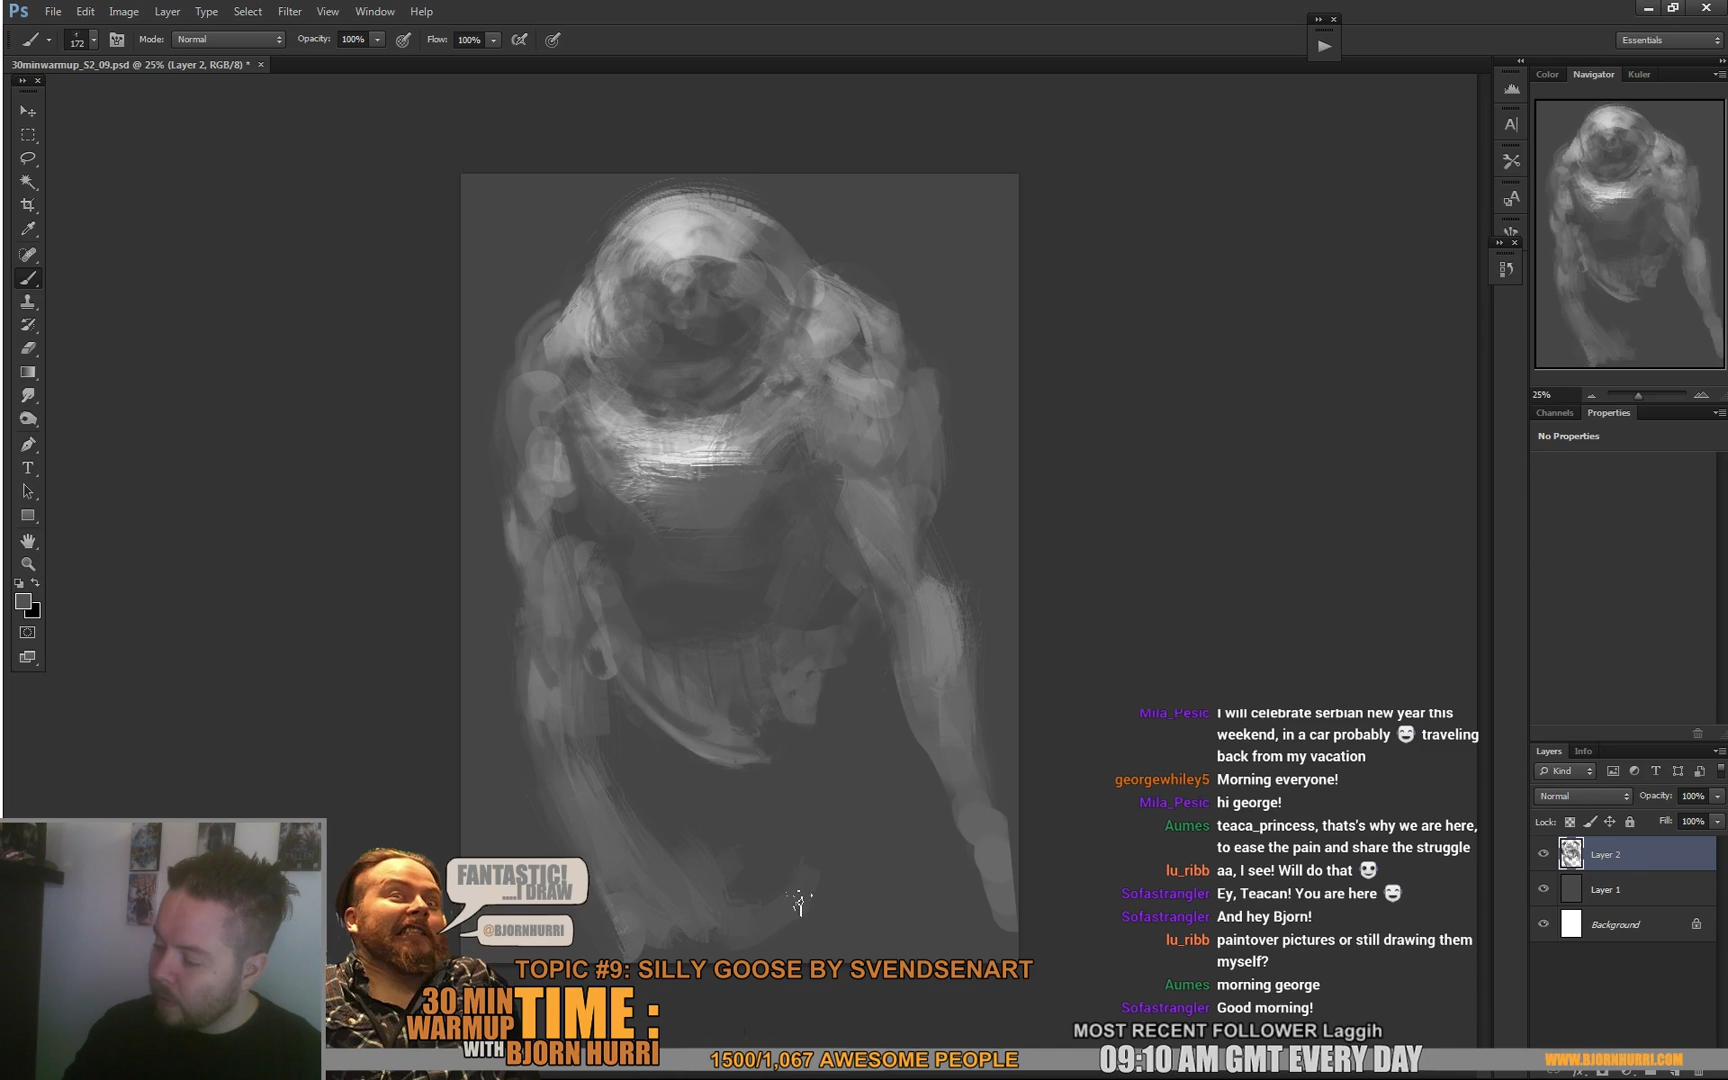 Ps File Edit Image Layer Type Select Filter View Window Help
172 Mode: Normal Opacity: 100% Flow: 100% Essentials
30minwarmup_S2_09.psd @ 25% (Layer 2, RGB/8) *
Color Navigator Kuler
25%
Channels Properties
No Properties
Layers Info
Kind
Normal Opacity: 100%
Lock: Fill: 100%
Layer 2
Layer 1
Background
Mila_Pesic I will celebrate serbian new year this
weekend, in a car probably traveling
back from my vacation
georgewhiley5 Morning everyone!
Mila_Pesic hi george!
Aumes teaca_princess, thats's why we are here,
to ease the pain and share the struggle
lu_ribb aa, I see! Will do that
Sofastrangler Ey, Teacan! You are here
Sofastrangler And hey Bjorn!
lu_ribb paintover pictures or still drawing them
myself?
Aumes morning george
Sofastrangler Good morning!
MOST RECENT FOLLOWER Laggih
09:10 AM GMT EVERY DAY
FANTASTIC!
....I DRAW
@BJORNHURRI
TOPIC #9: SILLY GOOSE BY SVENDSENART
30 MIN
WARMUP
TIME :
WITH BJORN HURRI
1500/1,067 AWESOME PEOPLE
WWW.BJORNHURRI.COM